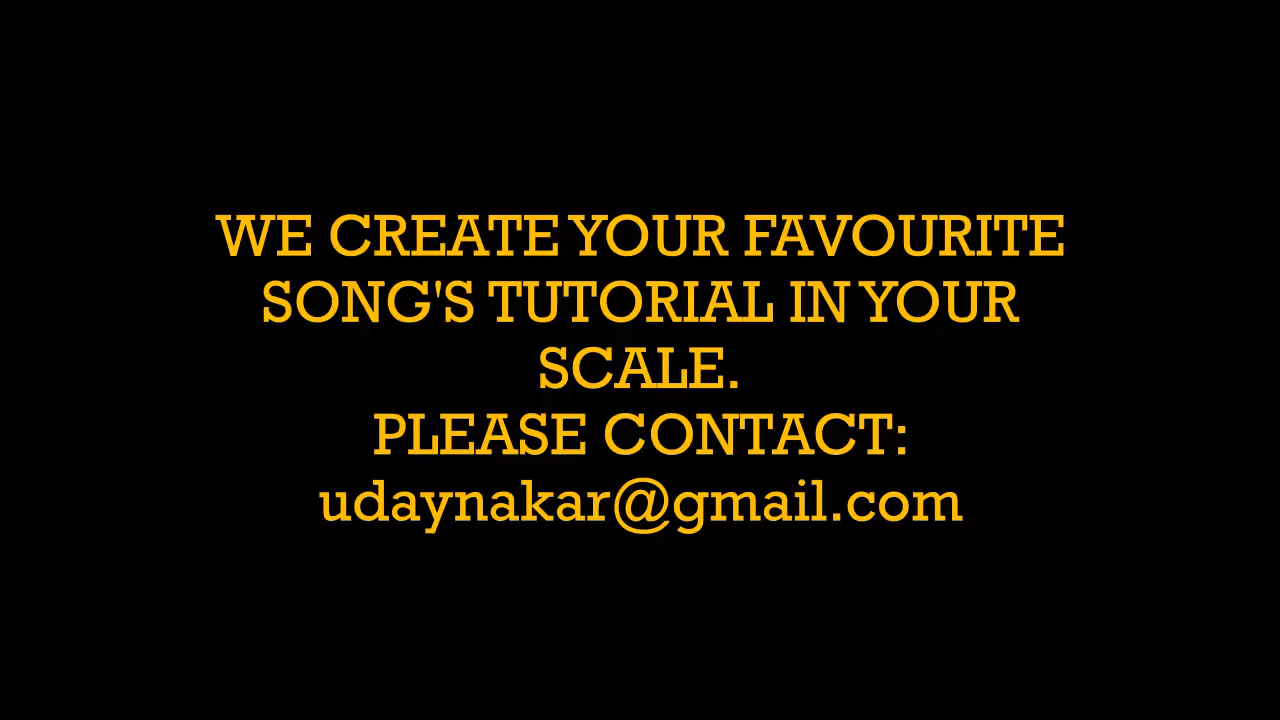 WE CREATE YOUR FAVOURITE
SONG'S TUTORIAL IN YOUR
SCALE.
PLEASE CONTACT:
udaynakar@gmail.com